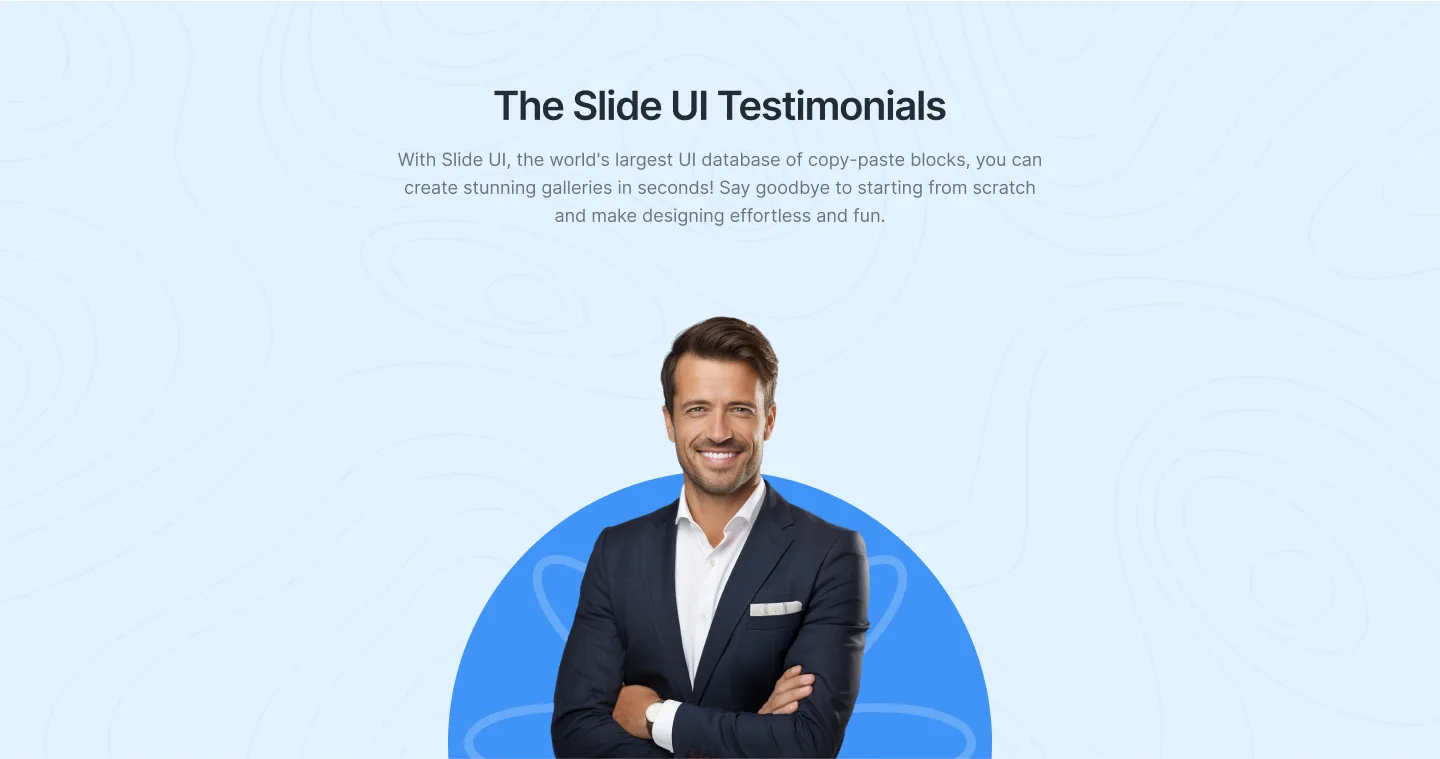 The Slide UI Testimonials
With Slide UI, the world's largest UI database of copy-paste blocks, you can
create stunning galleries in seconds! Say goodbye to starting from scratch
and make designing effortless and fun.